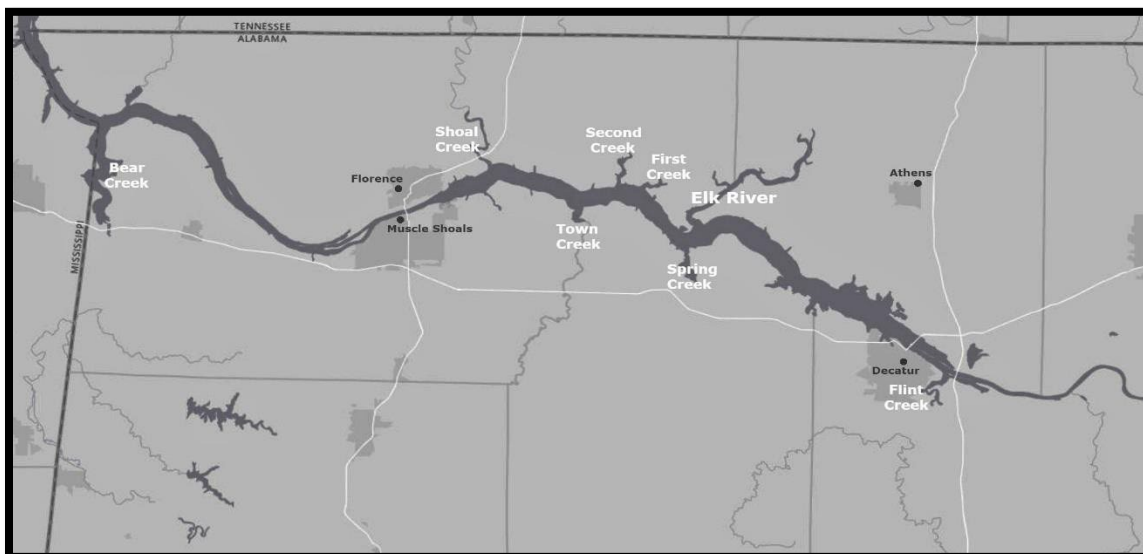 TENNESSEE
ALABAMA
Shoal
Creek
Second
Creek
First
Creek
Bear
Creek
Florence
Athens
Elk River
Muscle Shoals
Town
Creek
MISSISSIPPI
Spring
Creek
Decatur
Flint
Creek